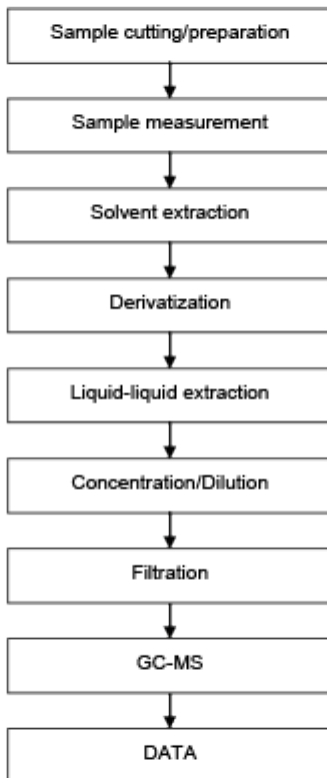 Sample cutting/preparation
Sample measurement
Solvent extraction
Derivatization
Liquid-liquid extraction
Concentration/Dilution
Filtration
GC-MS
DATA